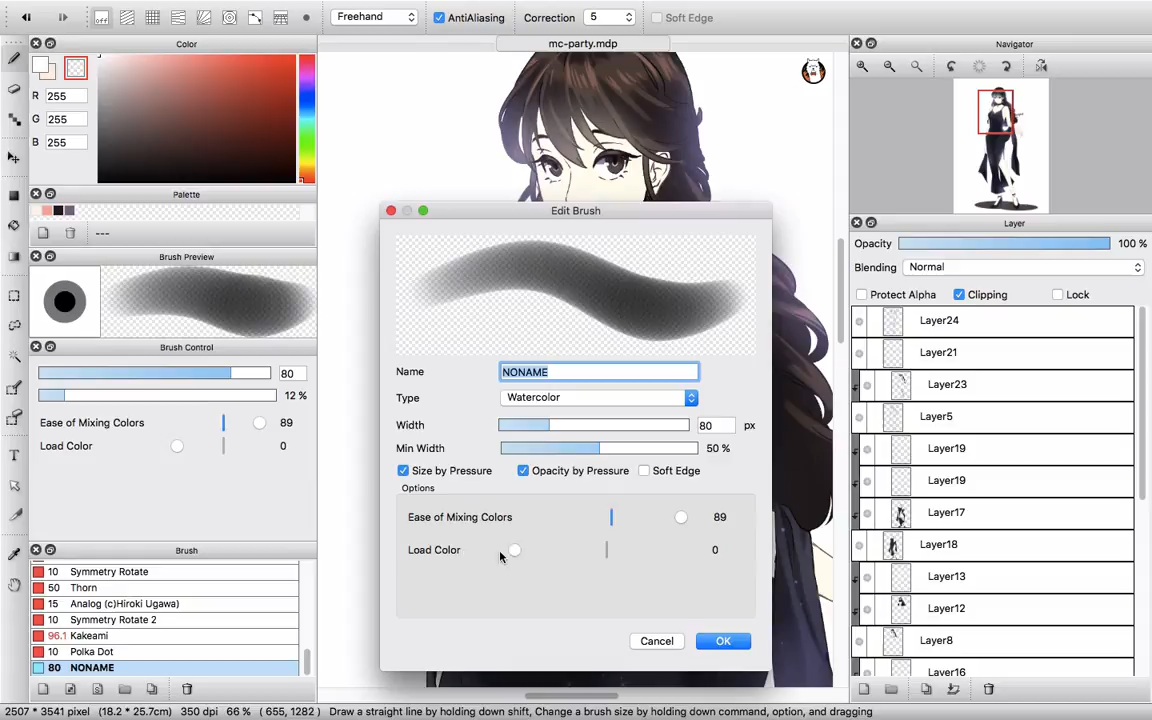 off
Freehand
AntiAliasing
Correction
5
Soft Edge
Color
mc-party.mdp
Navigator
R
255
G
255
B
255
Palette
---
Brush Preview
Brush Control
80
12 %
Ease of Mixing Colors
89
Load Color
0
Edit Brush
Name
NONAME
Type
Watercolor
Width
80
px
Min Width
50 %
Size by Pressure
Opacity by Pressure
Soft Edge
Options
Ease of Mixing Colors
89
Load Color
0
Cancel
OK
Layer
Opacity
100 %
Blending
Normal
Protect Alpha
Clipping
Lock
Layer24
Layer21
Layer23
Layer5
Layer19
Layer19
Layer17
Layer18
Layer13
Layer12
Layer8
Layer16
Brush
10 Symmetry Rotate
50 Thorn
15 Analog (c)Hiroki Ugawa)
10 Symmetry Rotate 2
96.1 Kakeami
10 Polka Dot
80 NONAME
T
2507 * 3541 pixel (18.2 * 25.7cm) 350 dpi 66 % ( 655, 1282 ) Draw a straight line by holding down shift, Change a brush size by holding down command, option, and dragging